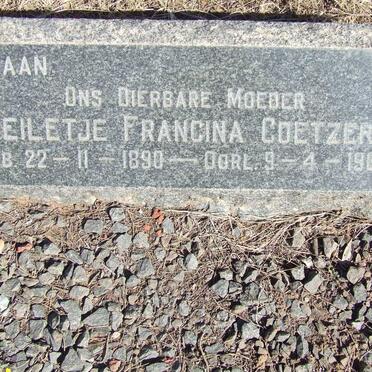 AAN
ONS DIERBARE MOEDER
EILETJE FRANCINA COETZER
B. 22-11-1890 — OORL. 9-4-19